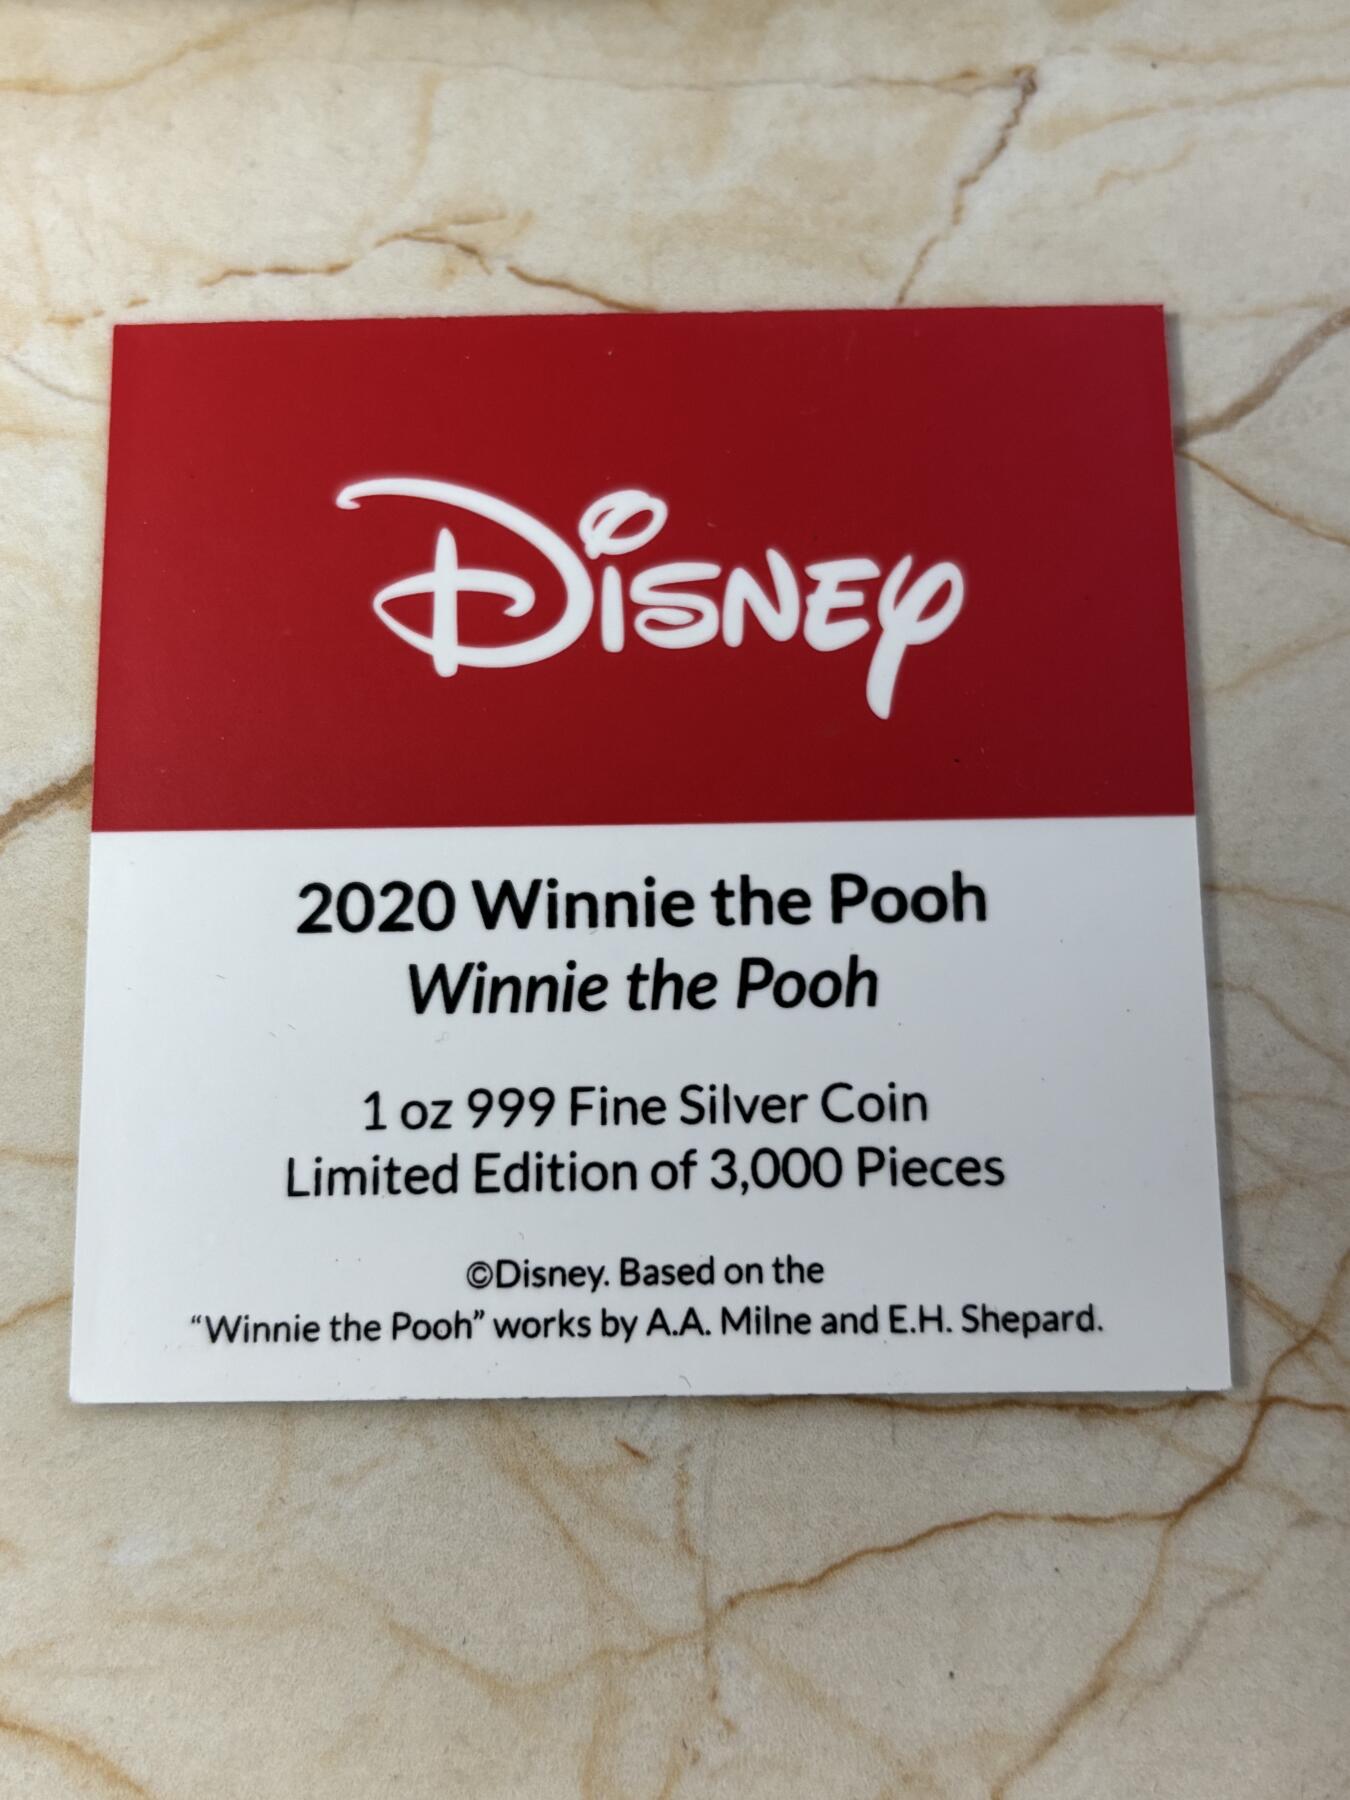 Disney
2020 Winnie the Pooh
Winnie the Pooh
1 oz 999 Fine Silver Coin
Limited Edition of 3,000 Pieces
©Disney. Based on the
“Winnie the Pooh” works by A.A. Milne and E.H. Shepard.